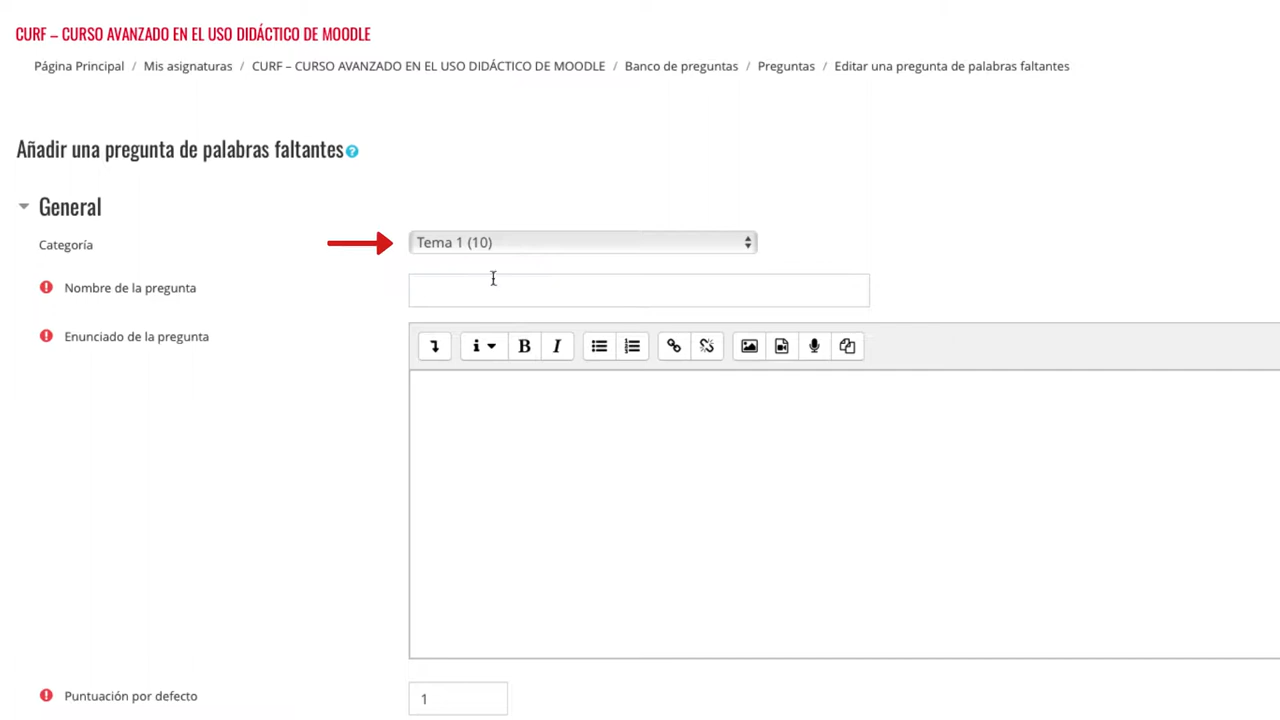 CURF – CURSO AVANZADO EN EL USO DIDÁCTICO DE MOODLE
Página Principal / Mis asignaturas / CURF – CURSO AVANZADO EN EL USO DIDÁCTICO DE MOODLE / Banco de preguntas / Preguntas / Editar una pregunta de palabras faltantes
Añadir una pregunta de palabras faltantes
General
Categoría
Tema 1 (10)
Nombre de la pregunta
Enunciado de la pregunta
Puntuación por defecto
1